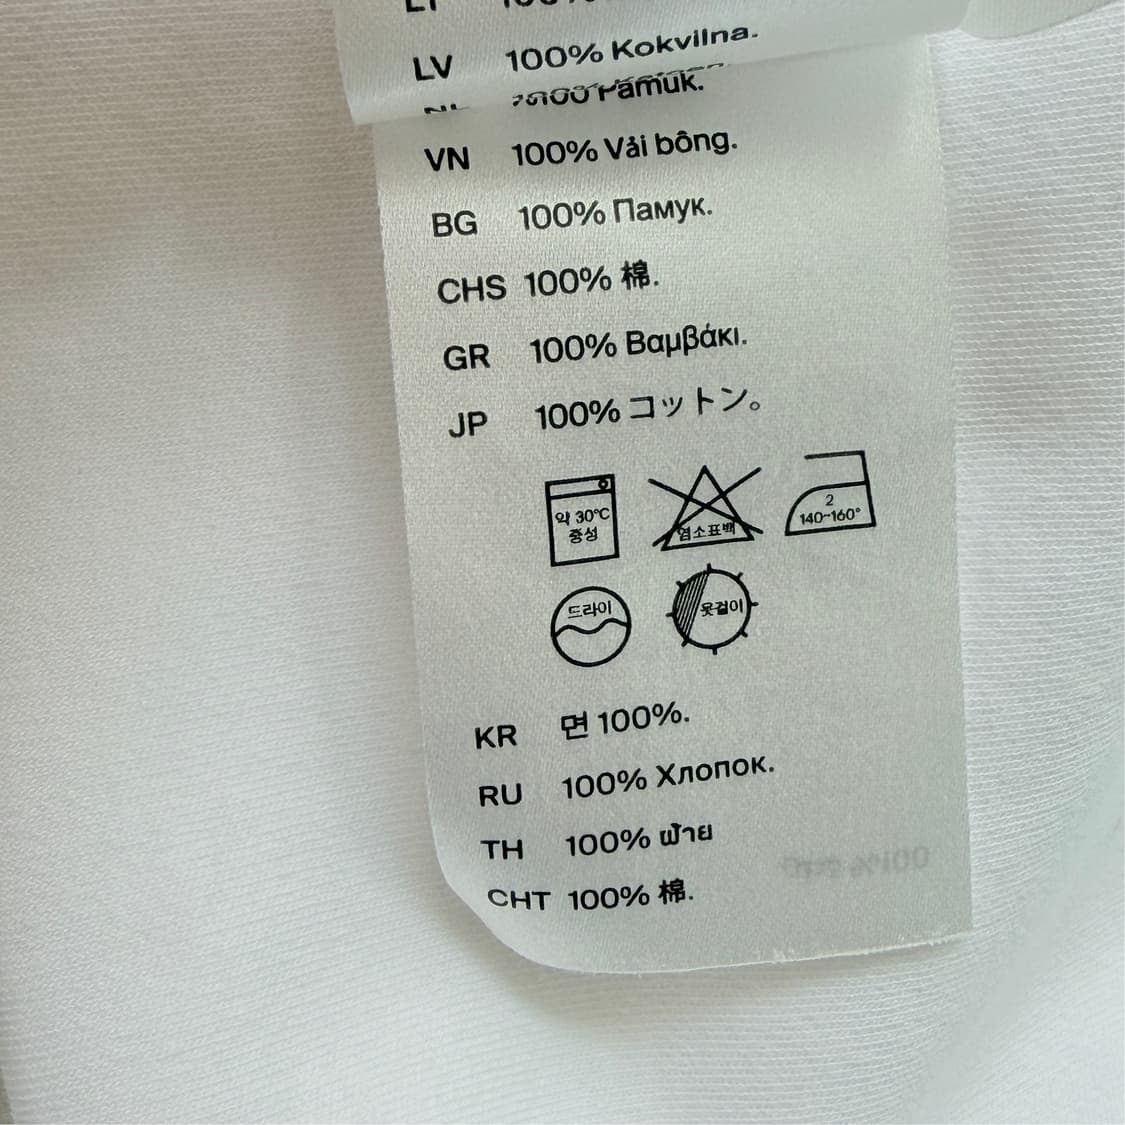 LV 100% Kokvilna.
Pamuk.
VN 100% Vải bông.
BG 100% Памук.
CHS 100% 棉.
GR 100% Βαμβάκι.
JP 100% コットン。
약 30℃
중성
염소표백
2
140~160°
드라이
옷걸이
KR 면 100%.
RU 100% Хлопок.
TH 100% ฝ้าย
CHT 100% 棉.